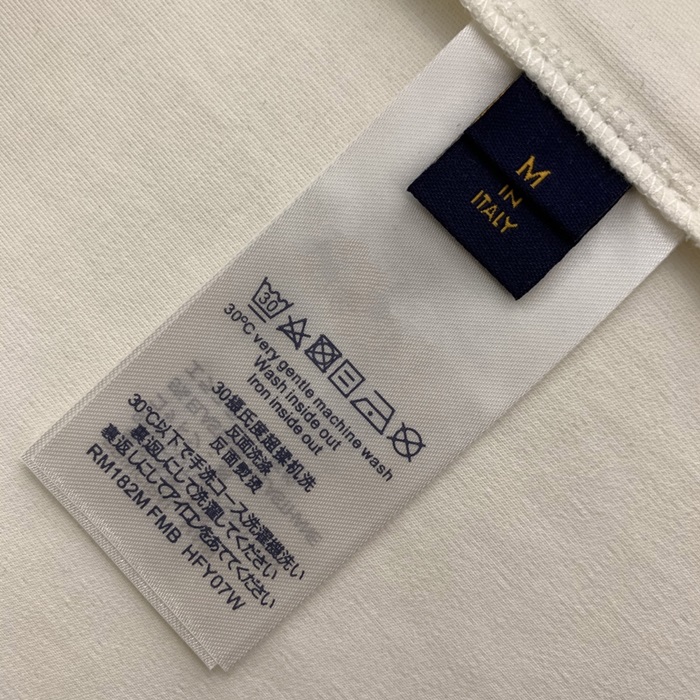 M
IN
ITALY
30
30°C very gentle machine wash
Wash inside out
Iron inside out
30摄氏度超缓机洗
反面洗涤
反面熨烫
30℃以下で手洗コース洗濯機洗い
裏返しにして洗濯してください
裏返しにしてアイロンをあててください
RM182M FMB HFY07W